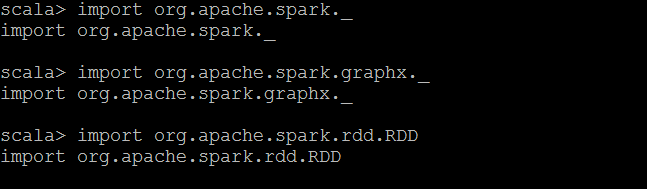 scala> import org.apache.spark._
import org.apache.spark._
scala> import org.apache.spark.graphx._
import org.apache.spark.graphx._
scala> import org.apache.spark.rdd.RDD
import org.apache.spark.rdd.RDD